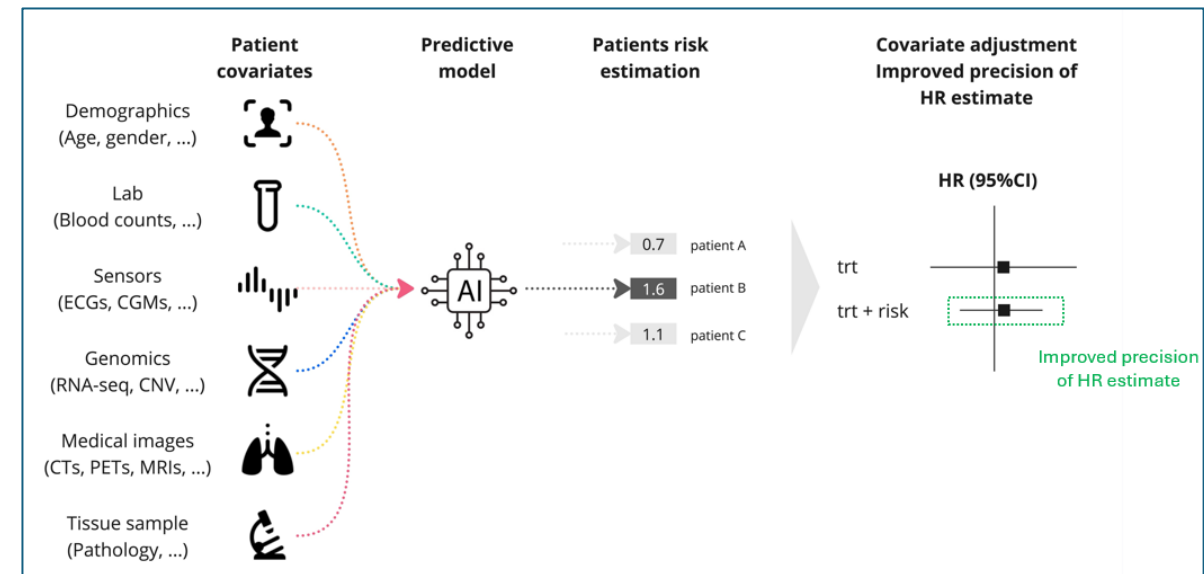 Patient
covariates
Predictive
model
Patients risk
estimation
Covariate adjustment
Improved precision of
HR estimate
Demographics
(Age, gender, ...)
Lab
(Blood counts, ...)
Sensors
(ECGs, CGMs, ...)
Genomics
(RNA-seq, CNV, ...)
Medical images
(CTs, PETs, MRIs, ...)
Tissue sample
(Pathology, ...)
AI
0.7 patient A
1.6 patient B
1.1 patient C
HR (95%CI)
trt
trt + risk
Improved precision
of HR estimate